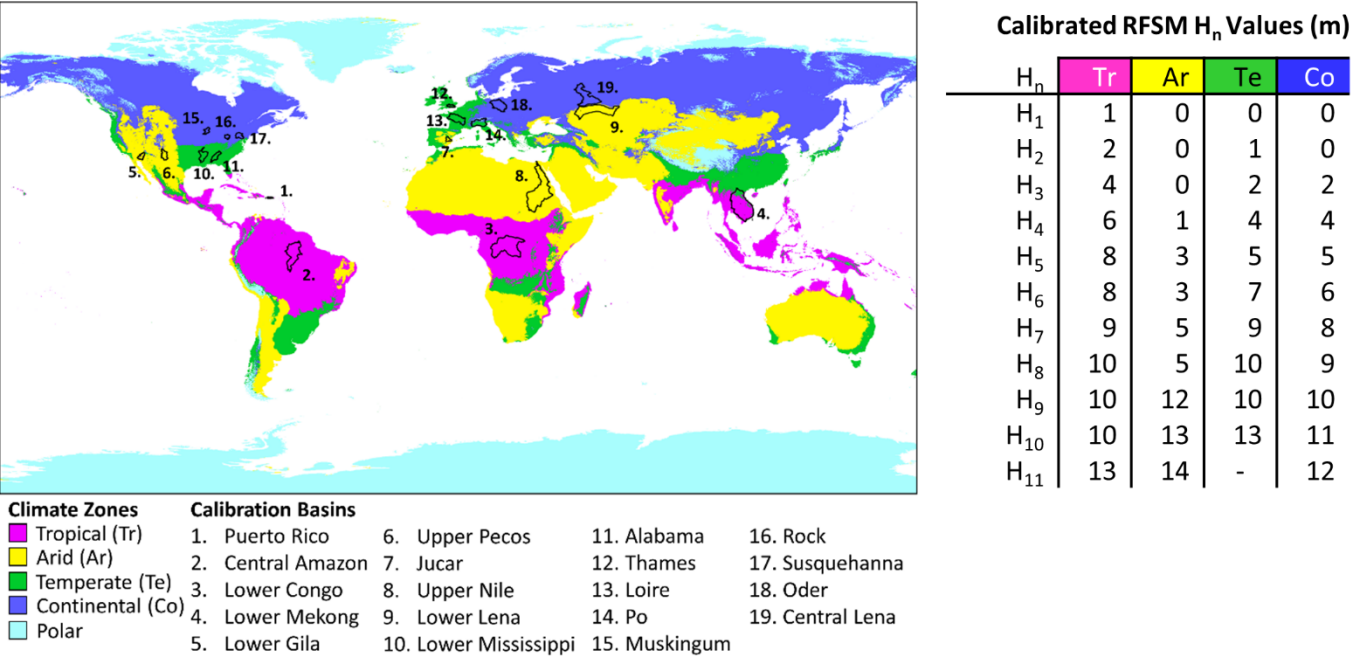 12.
19.
18.
15.
16.
13.
17.
14.
9.
7.
5.
6.
10.
11.
8.
1.
4.
3.
2.
Climate Zones
Tropical (Tr)
Arid (Ar)
Temperate (Te)
Continental (Co)
Polar
Calibration Basins
1. Puerto Rico
2. Central Amazon
3. Lower Congo
4. Lower Mekong
5. Lower Gila
6. Upper Pecos
7. Jucar
8. Upper Nile
9. Lower Lena
10. Lower Mississippi
11. Alabama
12. Thames
13. Loire
14. Po
15. Muskingum
16. Rock
17. Susquehanna
18. Oder
19. Central Lena
Calibrated RFSM Hn Values (m)
Hn Tr Ar Te Co
H1 1 0 0 0
H2 2 0 1 0
H3 4 0 2 2
H4 6 1 4 4
H5 8 3 5 5
H6 8 3 7 6
H7 9 5 9 8
H8 10 5 10 9
H9 10 12 10 10
H10 10 13 13 11
H11 13 14 - 12